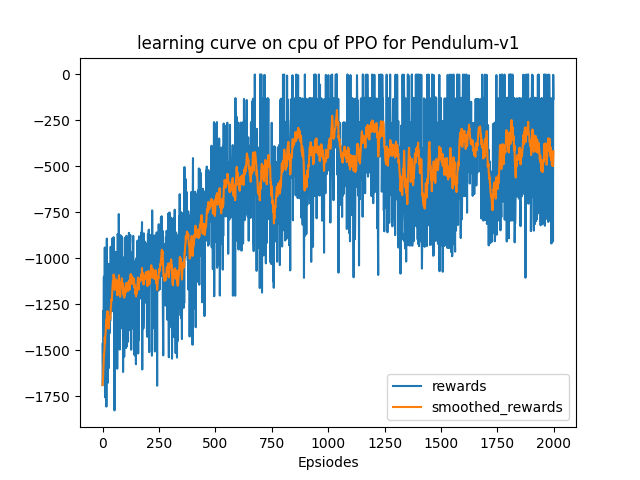 learning curve on cpu of PPO for Pendulum-v1
0
−250
−500
−750
−1000
−1250
−1500
−1750
rewards
smoothed_rewards
0 250 500 750 1000 1250 1500 1750 2000
Epsiodes